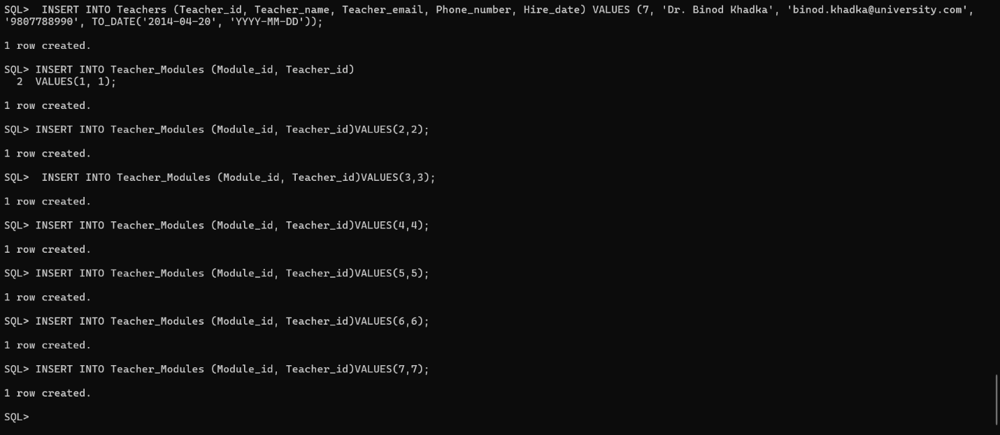 SQL>  INSERT INTO Teachers (Teacher_id, Teacher_name, Teacher_email, Phone_number, Hire_date) VALUES (7, 'Dr. Binod Khadka', 'binod.khadka@university.com',
'9807788990', TO_DATE('2014-04-20', 'YYYY-MM-DD'));
1 row created.
SQL> INSERT INTO Teacher_Modules (Module_id, Teacher_id)
  2  VALUES(1, 1);
1 row created.
SQL> INSERT INTO Teacher_Modules (Module_id, Teacher_id)VALUES(2,2);
1 row created.
SQL>  INSERT INTO Teacher_Modules (Module_id, Teacher_id)VALUES(3,3);
1 row created.
SQL> INSERT INTO Teacher_Modules (Module_id, Teacher_id)VALUES(4,4);
1 row created.
SQL> INSERT INTO Teacher_Modules (Module_id, Teacher_id)VALUES(5,5);
1 row created.
SQL> INSERT INTO Teacher_Modules (Module_id, Teacher_id)VALUES(6,6);
1 row created.
SQL> INSERT INTO Teacher_Modules (Module_id, Teacher_id)VALUES(7,7);
1 row created.
SQL>